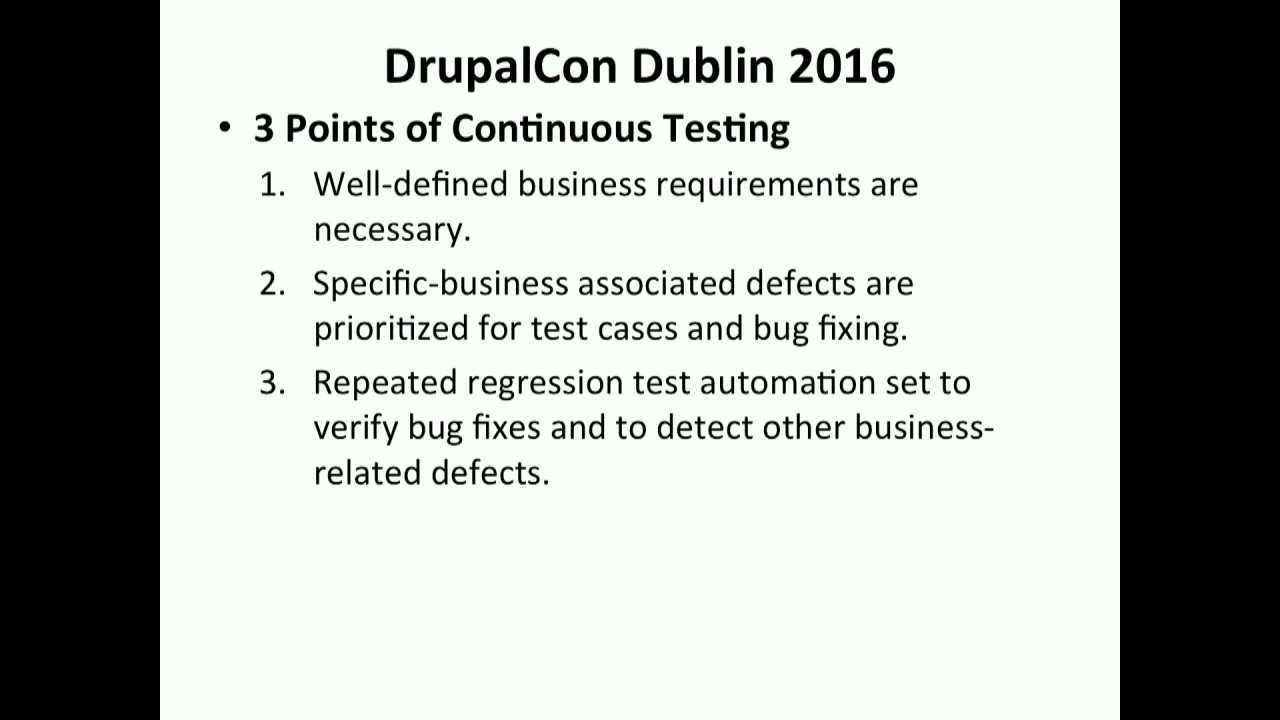 DrupalCon Dublin 2016
• 3 Points of Continuous Testing
1. Well-defined business requirements are
necessary.
2. Specific-business associated defects are
prioritized for test cases and bug fixing.
3. Repeated regression test automation set to
verify bug fixes and to detect other business-
related defects.